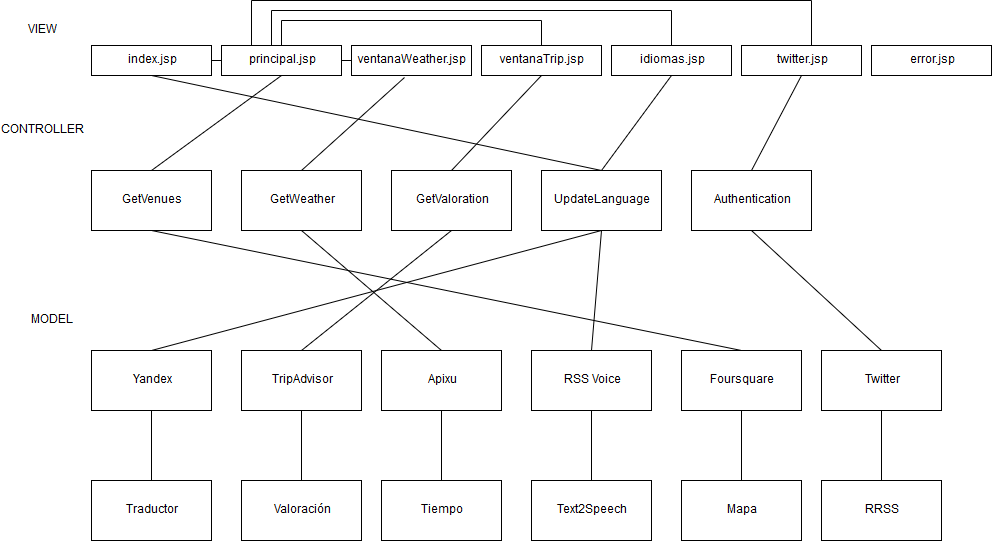 VIEW
index.jsp
principal.jsp
ventanaWeather.jsp
ventanaTrip.jsp
idiomas.jsp
twitter.jsp
error.jsp
CONTROLLER
GetVenues
GetWeather
GetValoration
UpdateLanguage
Authentication
MODEL
Yandex
TripAdvisor
Apixu
RSS Voice
Foursquare
Twitter
Traductor
Valoración
Tiempo
Text2Speech
Mapa
RRSS